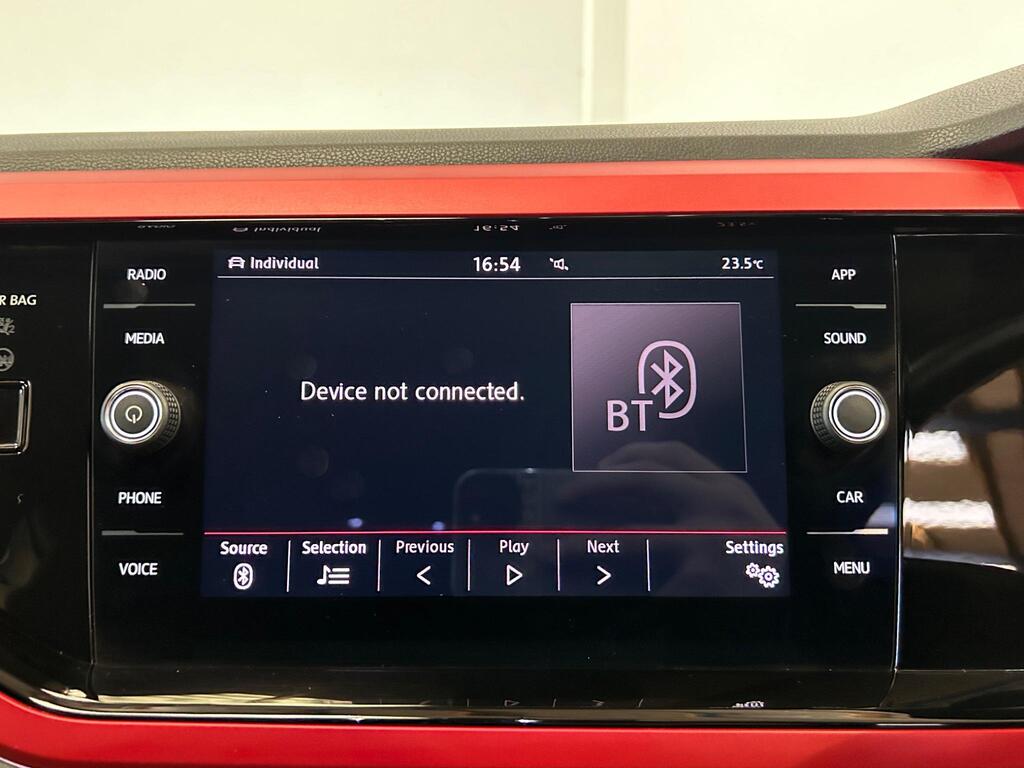 R BAG
RADIO
MEDIA
PHONE
VOICE
Individual 16:54 23.5°C
Device not connected.
BT
Source Selection Previous Play Next Settings
APP
SOUND
CAR
MENU